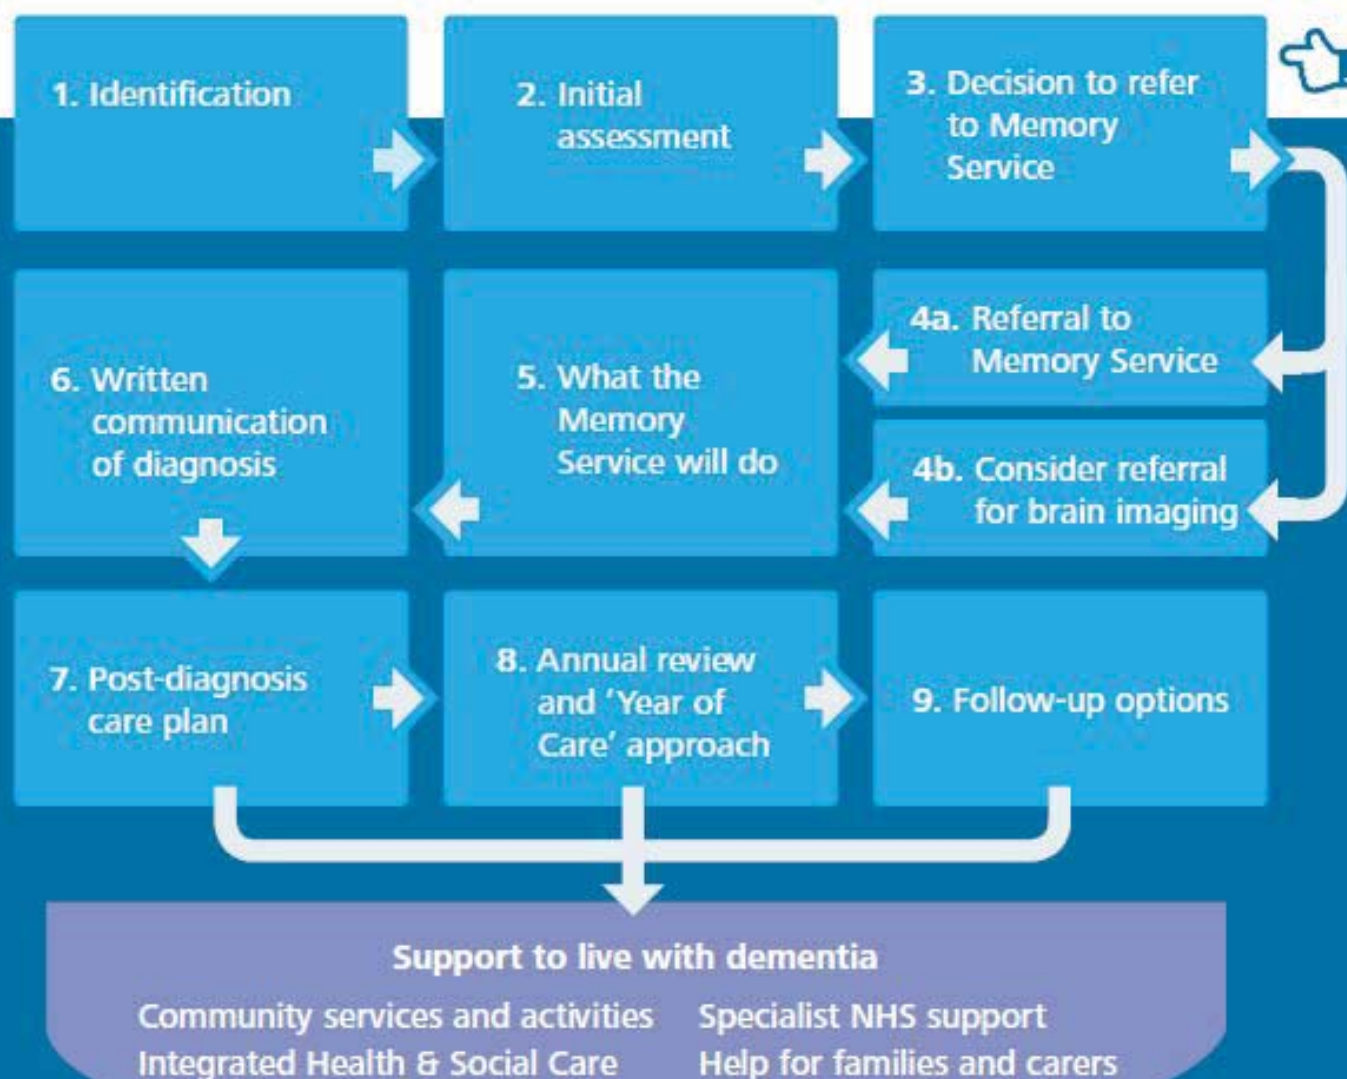 1. Identification
2. Initial
assessment
3. Decision to refer
to Memory
Service
4a. Referral to
Memory Service
4b. Consider referral
for brain imaging
5. What the
Memory
Service will do
6. Written
communication
of diagnosis
7. Post-diagnosis
care plan
8. Annual review
and ‘Year of
Care’ approach
9. Follow-up options
Support to live with dementia
Community services and activities
Integrated Health & Social Care
Specialist NHS support
Help for families and carers